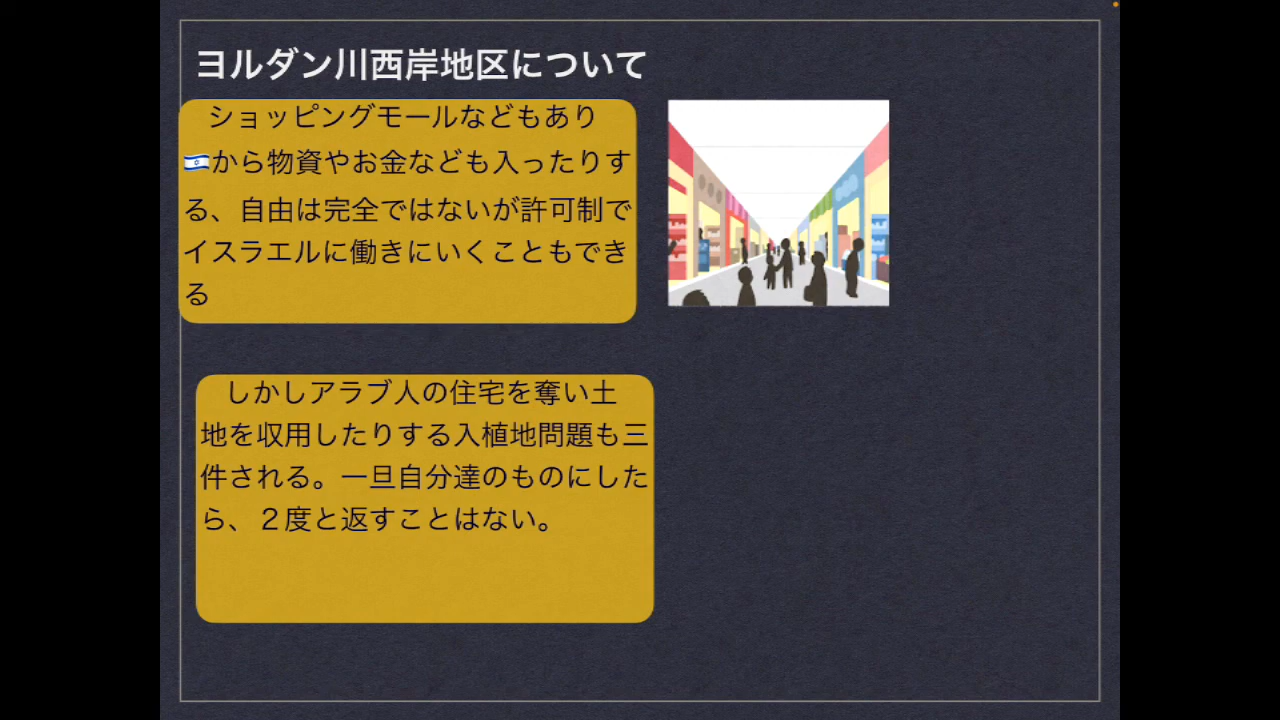 ヨルダン川西岸地区について
ショッピングモールなどもあり
🇮🇱から物資やお金なども入ったりす
る、自由は完全ではないが許可制で
イスラエルに働きにいくこともでき
る
しかしアラブ人の住宅を奪い土
地を収用したりする入植地問題も三
件される。一旦自分達のものにした
ら、２度と返すことはない。